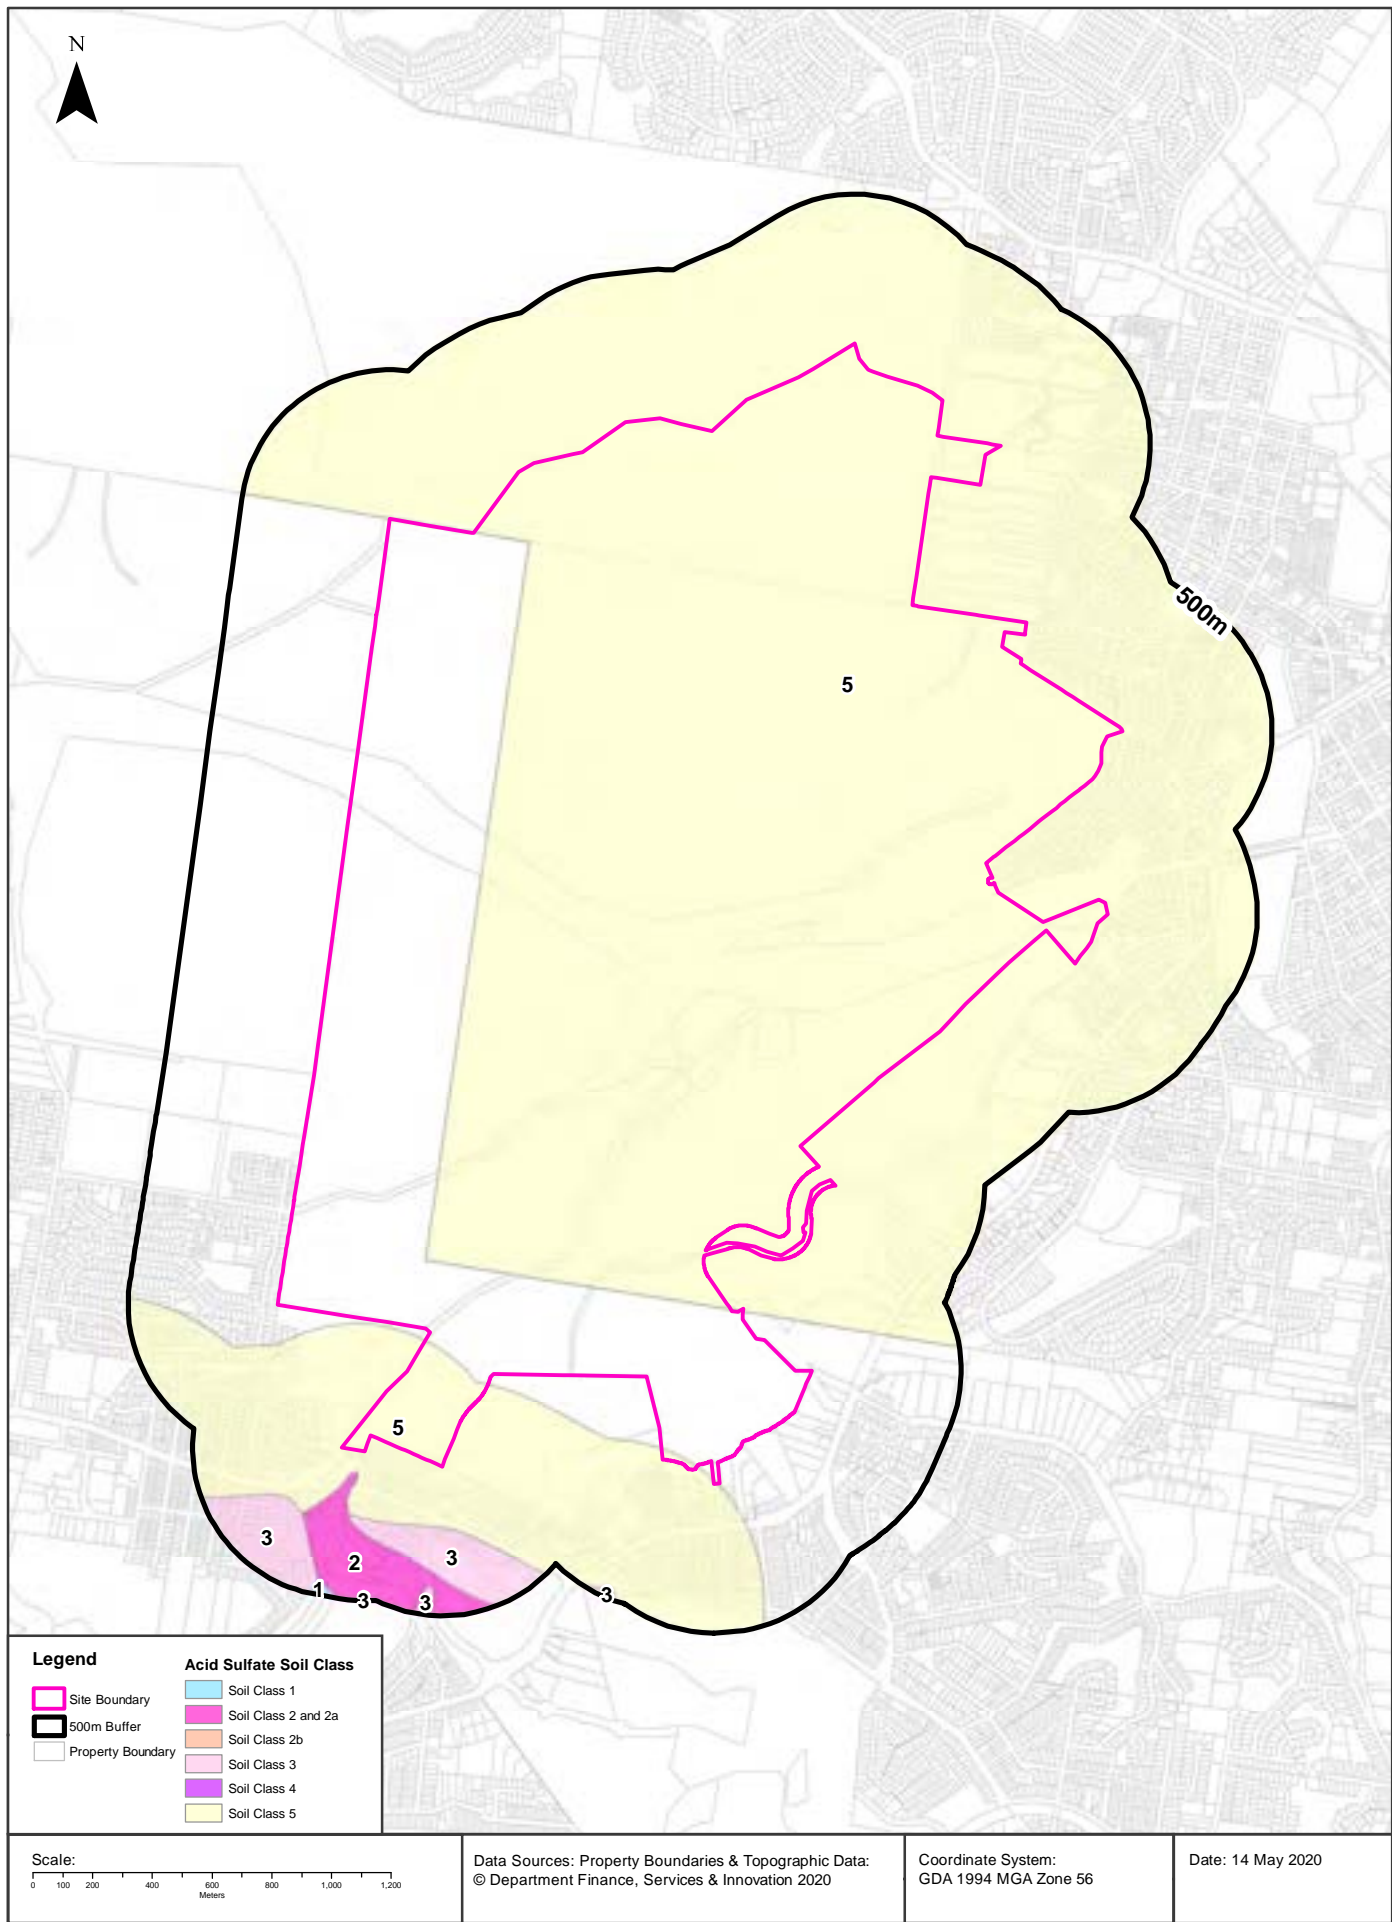 N
500m
5
5
3
2
3
1
3
3
3
Legend
Site Boundary
500m Buffer
Property Boundary
Acid Sulfate Soil Class
Soil Class 1
Soil Class 2 and 2a
Soil Class 2b
Soil Class 3
Soil Class 4
Soil Class 5
Scale:
0 100 200 400 600 800 1,000 1,200
Meters
Data Sources: Property Boundaries & Topographic Data:
© Department Finance, Services & Innovation 2020
Coordinate System:
GDA 1994 MGA Zone 56
Date: 14 May 2020